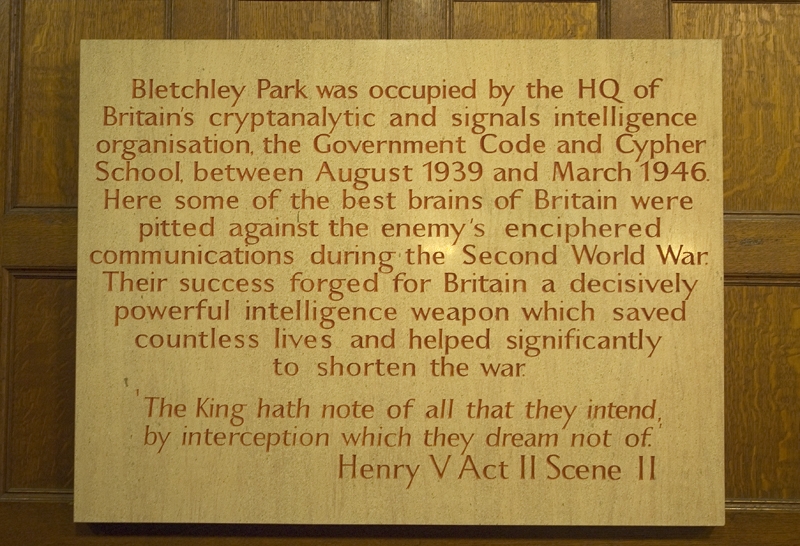 Bletchley Park was occupied by the HQ of
Britain's cryptanalytic and signals intelligence
organisation, the Government Code and Cypher
School, between August 1939 and March 1946.
Here some of the best brains of Britain were
pitted against the enemy's enciphered
communications during the Second World War.
Their success forged for Britain a decisively
powerful intelligence weapon which saved
countless lives and helped significantly
to shorten the war.
'The King hath note of all that they intend,
by interception which they dream not of.'
Henry V Act II Scene II